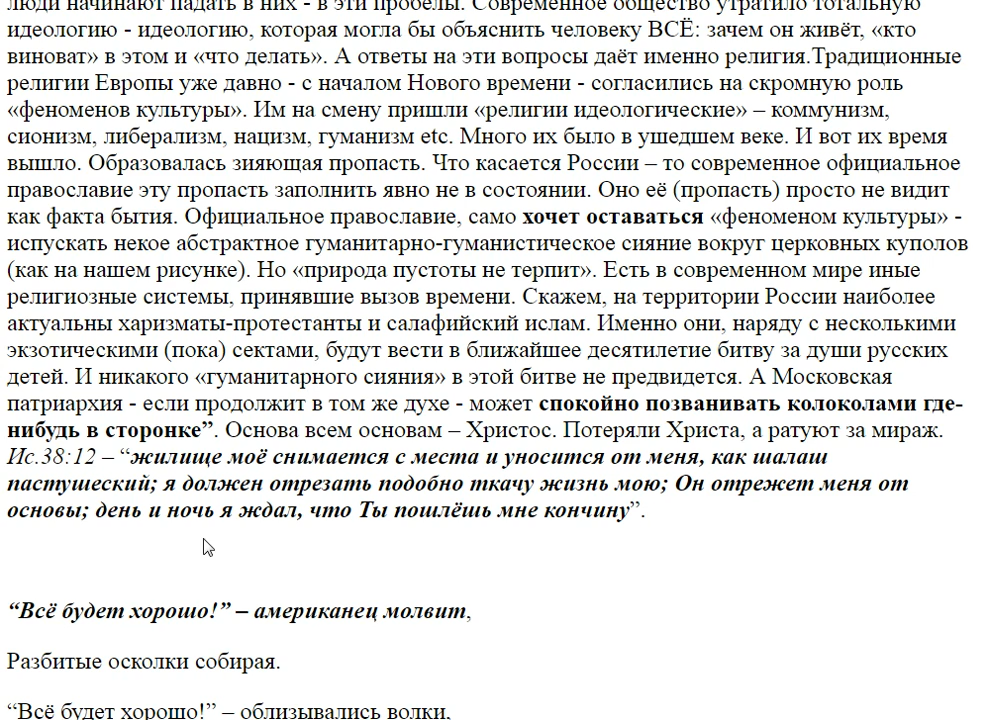 люди начинают падать в них - в эти пробелы. Современное общество утратило тотальную
идеологию - идеологию, которая могла бы объяснить человеку ВСЁ: зачем он живёт, «кто
виноват» в этом и «что делать». А ответы на эти вопросы даёт именно религия.Традиционные
религии Европы уже давно - с началом Нового времени - согласились на скромную роль
«феноменов культуры». Им на смену пришли «религии идеологические» – коммунизм,
сионизм, либерализм, нацизм, гуманизм etc. Много их было в ушедшем веке. И вот их время
вышло. Образовалась зияющая пропасть. Что касается России – то современное официальное
православие эту пропасть заполнить явно не в состоянии. Оно её (пропасть) просто не видит
как факта бытия. Официальное православие, само хочет оставаться «феноменом культуры» -
испускать некое абстрактное гуманитарно-гуманистическое сияние вокруг церковных куполов
(как на нашем рисунке). Но «природа пустоты не терпит». Есть в современном мире иные
религиозные системы, принявшие вызов времени. Скажем, на территории России наиболее
актуальны харизматы-протестанты и салафийский ислам. Именно они, наряду с несколькими
экзотическими (пока) сектами, будут вести в ближайшее десятилетие битву за души русских
детей. И никакого «гуманитарного сияния» в этой битве не предвидется. А Московская
патриархия - если продолжит в том же духе - может спокойно позванивать колоколами где-
нибудь в сторонке”. Основа всем основам – Христос. Потеряли Христа, а ратуют за мираж.
Ис.38:12 – “жилище моё снимается с места и уносится от меня, как шалаш
пастушеский; я должен отрезать подобно ткачу жизнь мою; Он отрежет меня от
основы; день и ночь я ждал, что Ты пошлёшь мне кончину”.
“Всё будет хорошо!” – американец молвит,
Разбитые осколки собирая.
“Всё будет хорошо!” – облизывались волки,